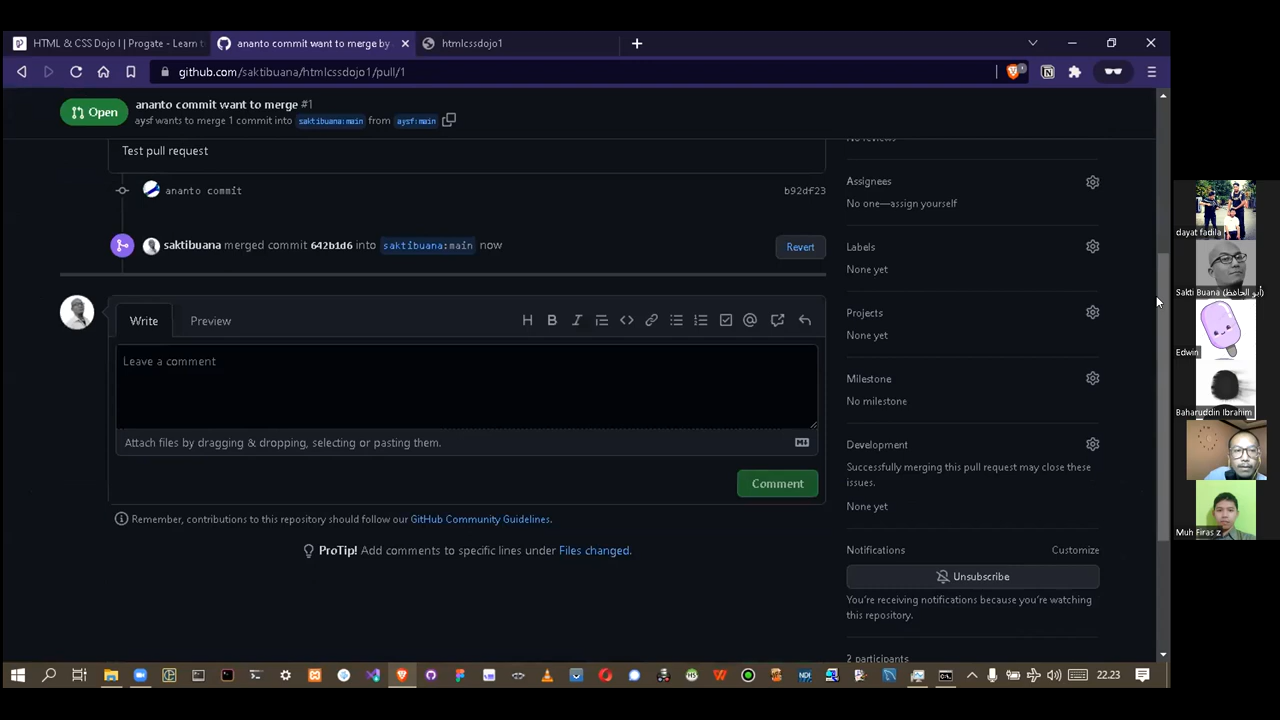 HTML & CSS Dojo I | Progate - Learn t
ananto commit want to merge by
htmlcssdojo1
github.com/saktibuana/htmlcssdojo1/pull/1
Open
ananto commit want to merge #1
aysf wants to merge 1 commit into saktibuana:main from aysf:main
Test pull request
ananto commit
b92df23
saktibuana merged commit 642b1d6 into saktibuana:main now
Revert
Write
Preview
Leave a comment
Attach files by dragging & dropping, selecting or pasting them.
Comment
Remember, contributions to this repository should follow our GitHub Community Guidelines.
ProTip! Add comments to specific lines under Files changed.
No reviews
Assignees
No one—assign yourself
Labels
None yet
Projects
None yet
Milestone
No milestone
Development
Successfully merging this pull request may close these
issues.
None yet
Notifications
Customize
Unsubscribe
You're receiving notifications because you're watching
this repository.
2 participants
dayat fadila
Sakti Buana (أبو الحافظ)
Edwin
Baharuddin Ibrahim
Muh Firas z
22.23